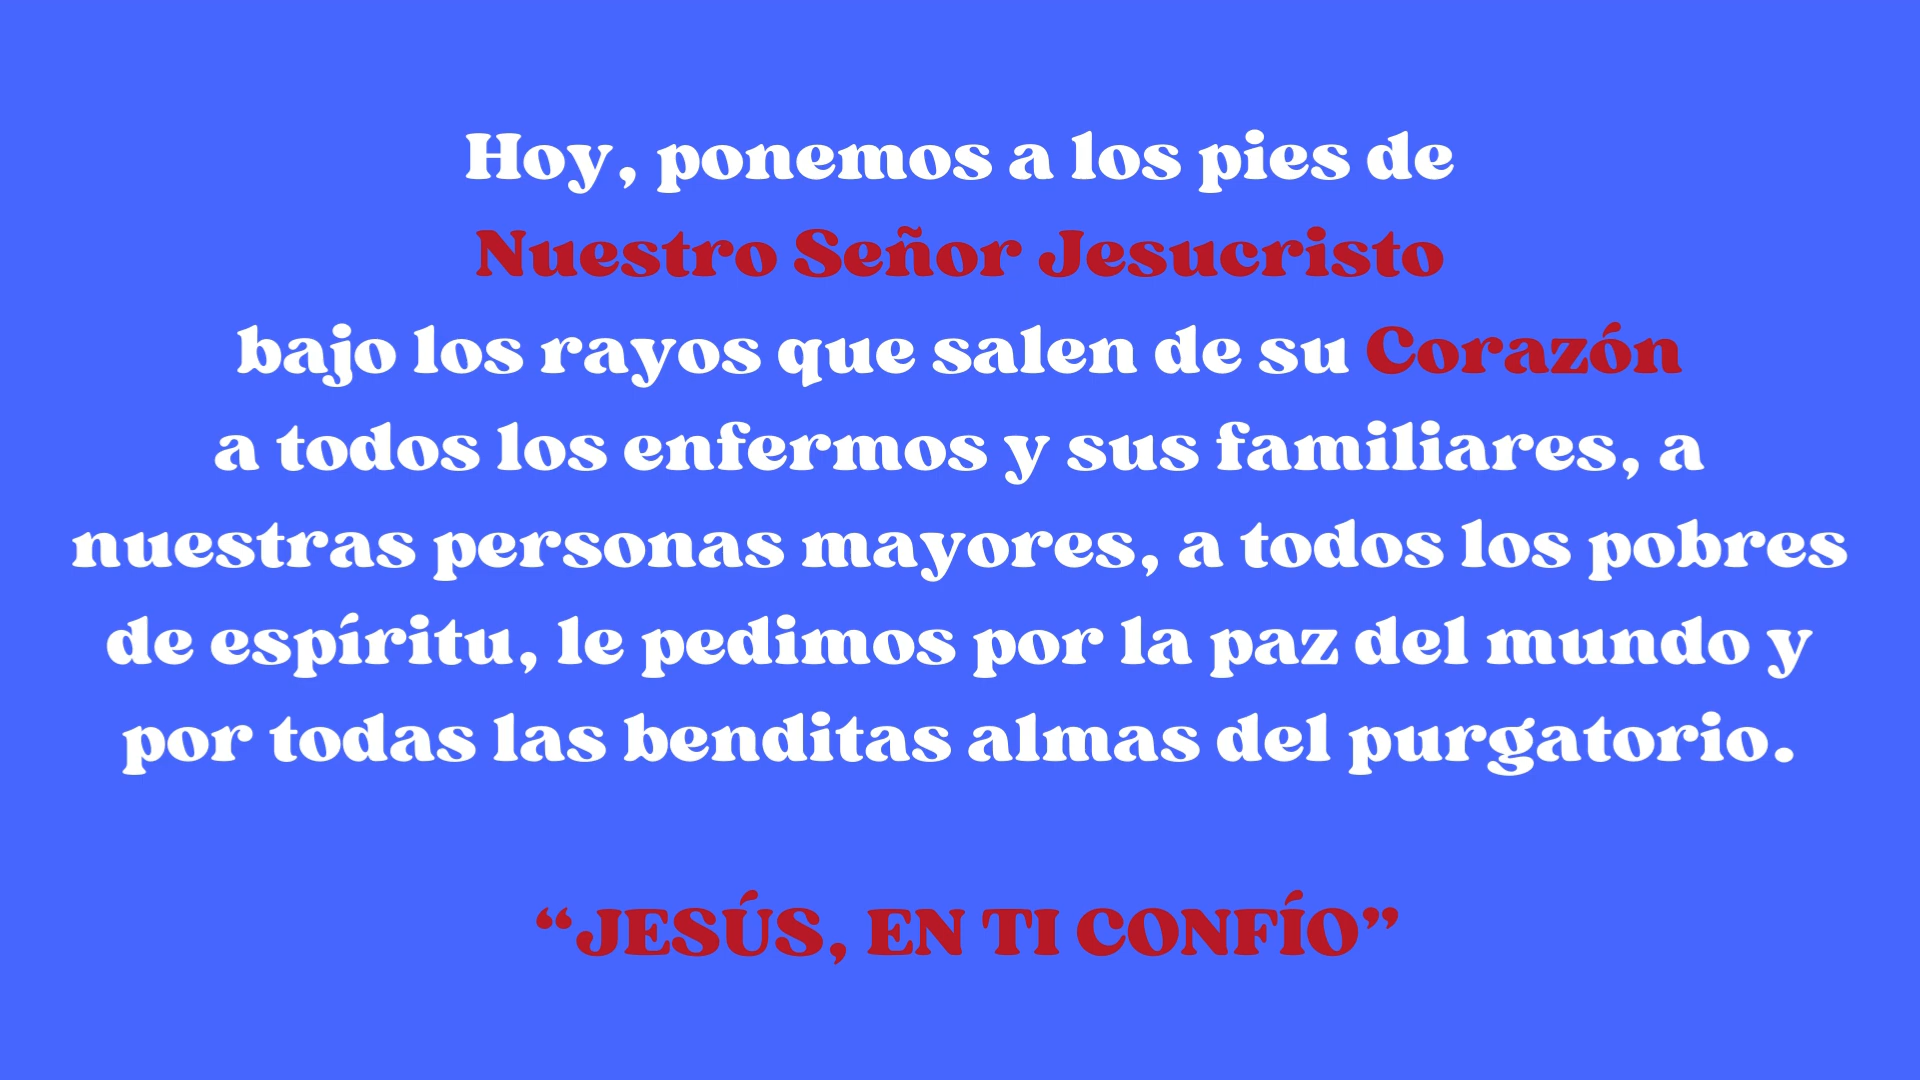 Hoy, ponemos a los pies de
Nuestro Señor Jesucristo
bajo los rayos que salen de su Corazón
a todos los enfermos y sus familiares, a
nuestras personas mayores, a todos los pobres
de espíritu, le pedimos por la paz del mundo y
por todas las benditas almas del purgatorio.
“JESÚS, EN TI CONFÍO”